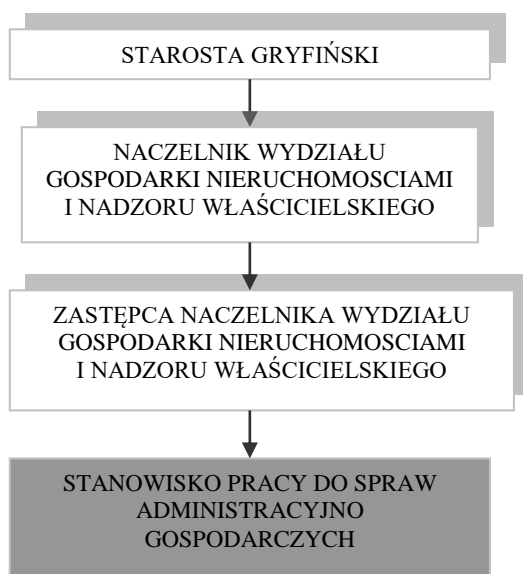 STAROSTA GRYFIŃSKI
NACZELNIK WYDZIAŁU
GOSPODARKI NIERUCHOMOSCIAMI
I NADZORU WŁAŚCICIELSKIEGO
ZASTĘPCA NACZELNIKA WYDZIAŁU
GOSPODARKI NIERUCHOMOSCIAMI
I NADZORU WŁAŚCICIELSKIEGO
STANOWISKO PRACY DO SPRAW
ADMINISTRACYJNO
GOSPODARCZYCH